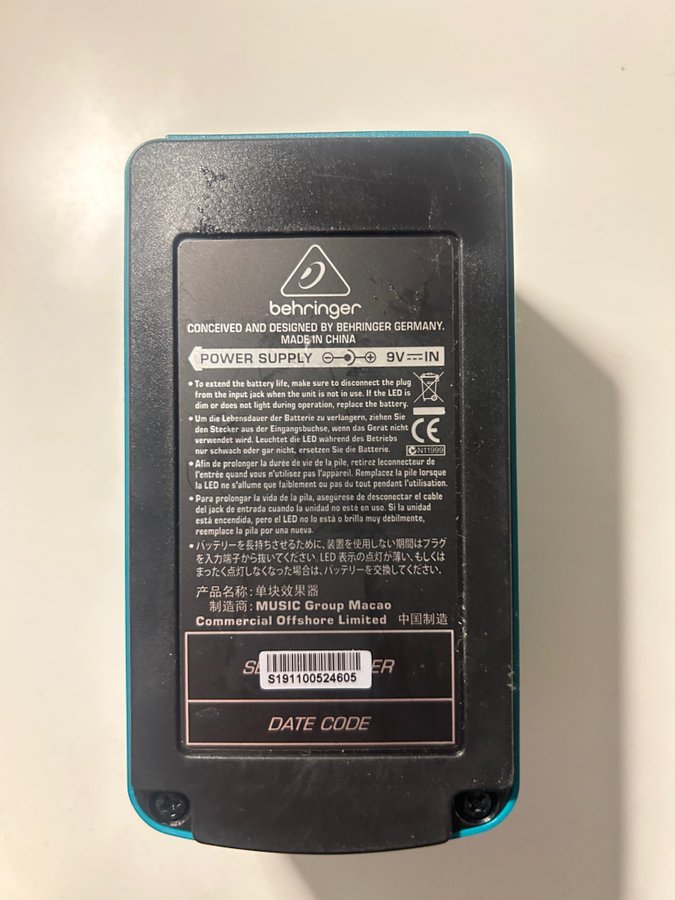 behringer
CONCEIVED AND DESIGNED BY BEHRINGER GERMANY.
MADE IN CHINA
POWER SUPPLY 9V IN
• To extend the battery life, make sure to disconnect the plug
from the input jack when the unit is not in use. If the LED is
dim or does not light during operation, replace the battery.
• Um die Lebensdauer der Batterie zu verlangern, ziehen Sie
den Stecker aus der Eingangsbuchse, wenn das Gerät nicht
verwendet wird. Leuchtet die LED während des Betriebs
nur schwach oder gar nicht, ersetzen Sie die Batterie.
CE
N11999
• Afin de prolonger la durée de vie de la pile, retirez leconnecteur de
l'entrée quand vous n'utilisez pas l'appareil. Remplacez la pile lorsque
la LED ne s'allume que faiblement ou pas du tout pendant l'utilisation.
• Para prolongar la vida de la pila, asegúrese de desconectar el cable
del jack de entrada cuando la unidad no esté en uso. Si la unidad
está encendida, pero el LED no lo está o brilla muy débilmente,
reemplace la pila por una nueva.
• バッテリーを長持ちさせるために、装置を使用しない期間はプラグ
を入力端子から抜いてください。LED 表示の点灯が薄い、もしくは
まったく点灯しなくなった場合は、バッテリーを交換してください。
产品名称: 单块效果器
制造商: MUSIC Group Macao
Commercial Offshore Limited 中国制造
S191100524605
DATE CODE